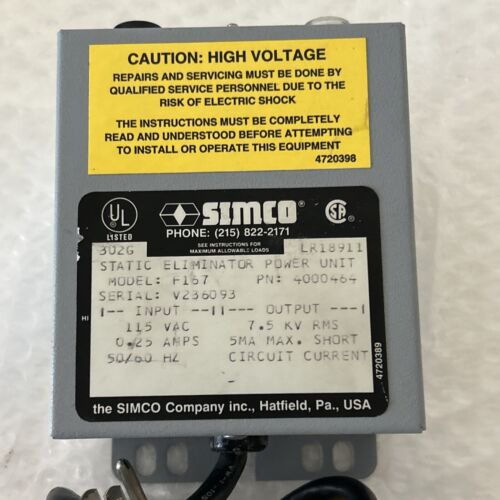 CAUTION: HIGH VOLTAGE
REPAIRS AND SERVICING MUST BE DONE BY
QUALIFIED SERVICE PERSONNEL DUE TO THE
RISK OF ELECTRIC SHOCK
THE INSTRUCTIONS MUST BE COMPLETELY
READ AND UNDERSTOOD BEFORE ATTEMPTING
TO INSTALL OR OPERATE THIS EQUIPMENT
4720398
UL
LISTED
SIMCO®
SA
PHONE: (215) 822-2171
SEE INSTRUCTIONS FOR
MAXIMUM ALLOWABLE LOADS
302G LR18911
STATIC ELIMINATOR POWER UNIT
MODEL: F167 PN: 4000464
SERIAL: V236093
|-- INPUT --||--- OUTPUT ---|
115 VAC 7.5 KV RMS
0.25 AMPS 5MA MAX. SHORT
50/60 HZ CIRCUIT CURRENT
HI
4720389
the SIMCO Company inc., Hatfield, Pa., USA